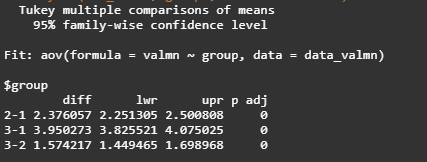 Tukey multiple comparisons of means
95% family-wise confidence level
Fit: aov(formula = valmn ~ group, data = data_valmn)
$group
diff lwr upr p adj
2-1 2.376057 2.251305 2.500808 0
3-1 3.950273 3.825521 4.075025 0
3-2 1.574217 1.449465 1.698968 0